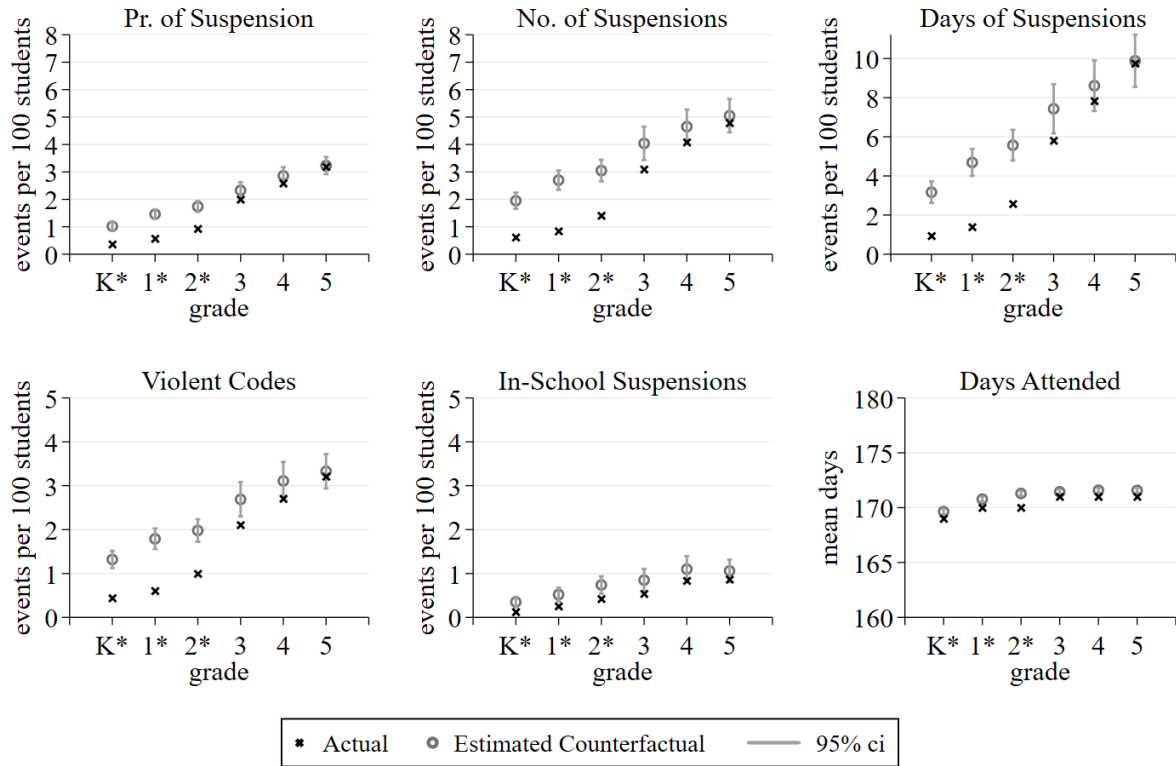 Pr. of Suspension
events per 100 students
8
7
6
5
4
3
2
1
0
K* 1* 2* 3 4 5
grade
No. of Suspensions
events per 100 students
8
7
6
5
4
3
2
1
0
K* 1* 2* 3 4 5
grade
Days of Suspensions
events per 100 students
10
8
6
4
2
0
K* 1* 2* 3 4 5
grade
Violent Codes
events per 100 students
5
4
3
2
1
0
K* 1* 2* 3 4 5
grade
In-School Suspensions
events per 100 students
5
4
3
2
1
0
K* 1* 2* 3 4 5
grade
Days Attended
mean days
180
175
170
165
160
K* 1* 2* 3 4 5
grade
Actual Estimated Counterfactual 95% ci